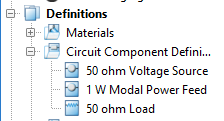 Definitions
Materials
Circuit Component Defini...
50 ohm Voltage Source
1 W Modal Power Feed
50 ohm Load